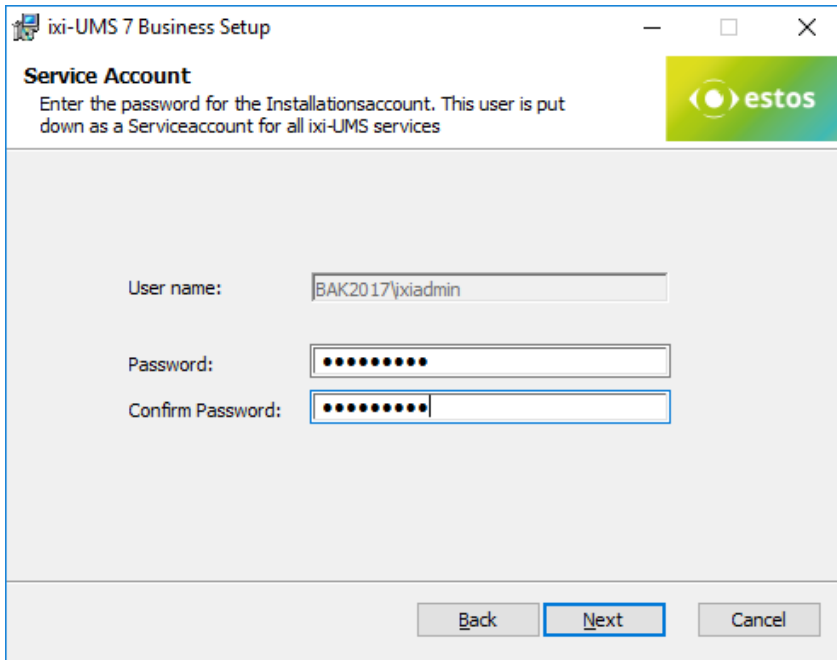 ixi-UMS 7 Business Setup
Service Account
Enter the password for the Installationsaccount. This user is put
down as a Serviceaccount for all ixi-UMS services
estos
User name:
BAK2017\ixiadmin
Password:
●●●●●●●●●
Confirm Password:
●●●●●●●●●
Back
Next
Cancel